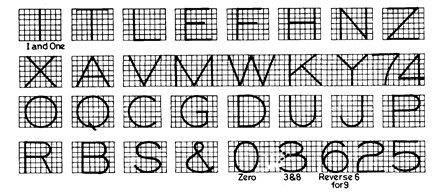 I T L E F H N Z
I and One
X A V M W K Y 7 4
O Q C G D U J P
R B S & 0 3 6 2 5
Zero 3&8 Reverse 6
for 9